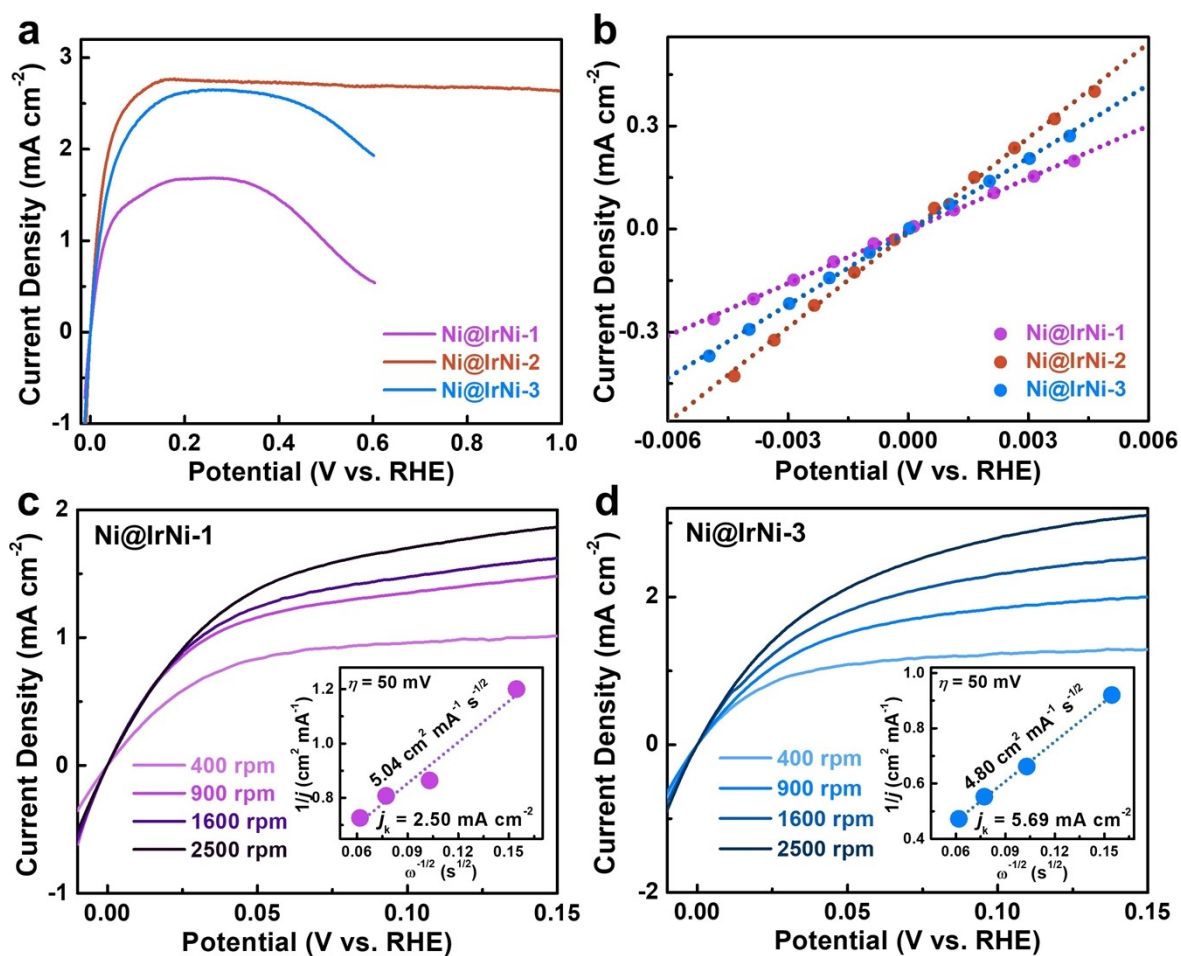 a
3
2
1
0
-1
0.0 0.2 0.4 0.6 0.8 1.0
Current Density (mA cm⁻²)
Potential (V vs. RHE)
Ni@IrNi-1
Ni@IrNi-2
Ni@IrNi-3
b
0.3
0.0
-0.3
-0.006 -0.003 0.000 0.003 0.006
Current Density (mA cm⁻²)
Potential (V vs. RHE)
Ni@IrNi-1
Ni@IrNi-2
Ni@IrNi-3
c
Ni@IrNi-1
2
1
0
-1
0.00 0.05 0.10 0.15
Current Density (mA cm⁻²)
Potential (V vs. RHE)
400 rpm
900 rpm
1600 rpm
2500 rpm
η = 50 mV
5.04 cm² mA⁻¹ s⁻¹/²
jk = 2.50 mA cm⁻²
1.2
1.0
0.8
0.06 0.09 0.12 0.15
1/j (cm² mA⁻¹)
ω⁻¹/² (s¹/²)
d
Ni@IrNi-3
2
0
-2
0.00 0.05 0.10 0.15
Current Density (mA cm⁻²)
Potential (V vs. RHE)
400 rpm
900 rpm
1600 rpm
2500 rpm
η = 50 mV
4.80 cm² mA⁻¹ s⁻¹/²
jk = 5.69 mA cm⁻²
1.0
0.8
0.6
0.4
0.06 0.09 0.12 0.15
1/j (cm² mA⁻¹)
ω⁻¹/² (s¹/²)